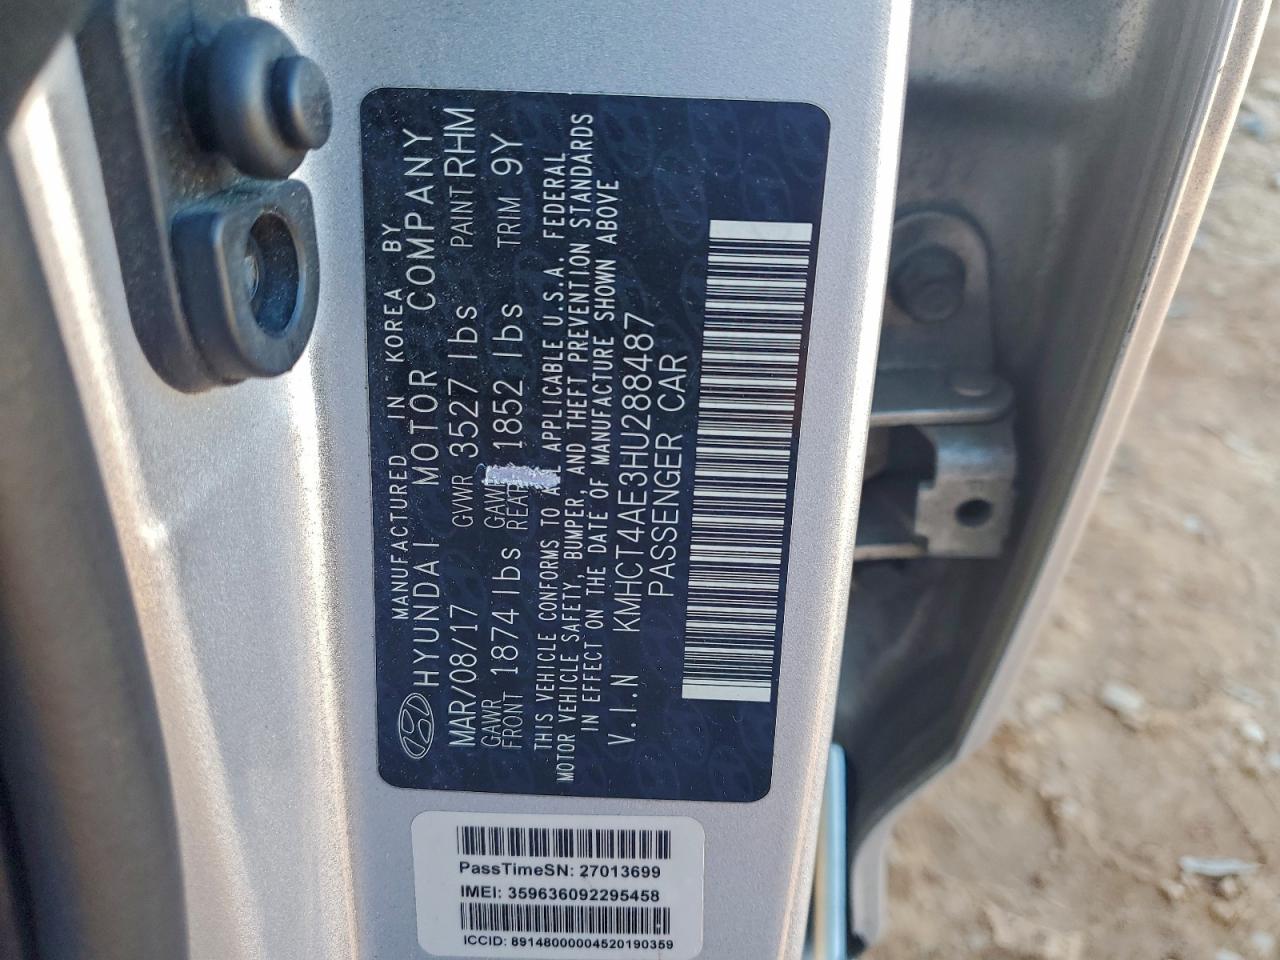 MANUFACTURED IN KOREA BY
HYUNDAI MOTOR COMPANY
MAR/08/17 GVWR 3527 lbs PAINT RHM
GAWR FRONT 1874 lbs GAWR REAR 1852 lbs TRIM 9Y
THIS VEHICLE CONFORMS TO ALL APPLICABLE U.S.A. FEDERAL
MOTOR VEHICLE SAFETY, BUMPER, AND THEFT PREVENTION STANDARDS
IN EFFECT ON THE DATE OF MANUFACTURE SHOWN ABOVE
V.I.N KMHCT4AE3HU288487
PASSENGER CAR
PassTimeSN: 27013699
IMEI: 359636092295458
ICCID: 89148000004520190359